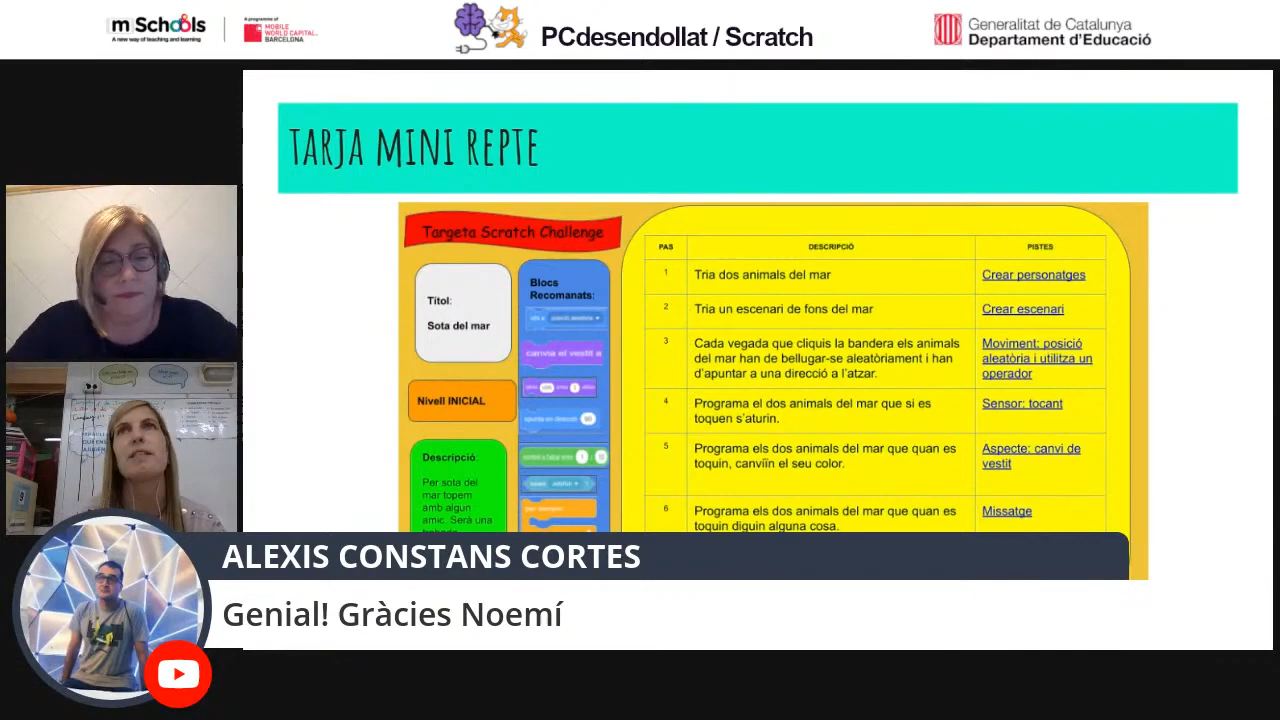 mSchools
A new way of teaching and learning
A programme of
MOBILE
WORLD CAPITAL
BARCELONA
PCdesendollat / Scratch
Generalitat de Catalunya
Departament d'Educació
TARJA MINI REPTE
Targeta Scratch Challenge
Títol:
Sota del mar
Nivell INICIAL
Descripció:
Per sota del
mar topem
amb algun
amic. Serà una
Blocs
Recomanats:
canvia el vestit a
apunta en direcció 90
PAS DESCRIPCIÓ PISTES
1 Tria dos animals del mar Crear personatges
2 Tria un escenari de fons del mar Crear escenari
3 Cada vegada que cliquis la bandera els animals
del mar han de bellugar-se aleatòriament i han
d'apuntar a una direcció a l'atzar.
Moviment: posició
aleatòria i utilitza un
operador
4 Programa el dos animals del mar que si es
toquen s'aturin.
Sensor: tocant
5 Programa els dos animals del mar que quan es
toquin, canviïn el seu color.
Aspecte: canvi de
vestit
6 Programa els dos animals del mar que quan es
toquin diguin alguna cosa.
Missatge
ALEXIS CONSTANS CORTES
Genial! Gràcies Noemí